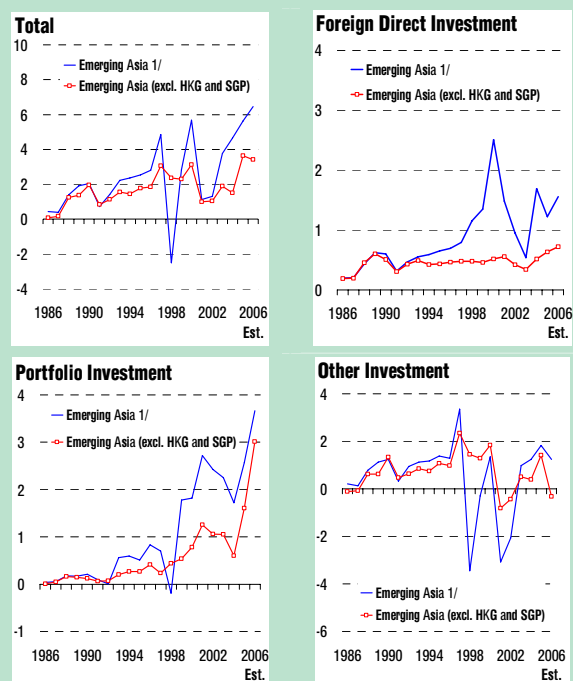 Total
10
8
6
4
2
0
-2
-4
Emerging Asia 1/
Emerging Asia (excl. HKG and SGP)
1986 1990 1994 1998 2002 2006
Est.
Foreign Direct Investment
4
3
2
1
0
Emerging Asia 1/
Emerging Asia (excl. HKG and SGP)
1986 1990 1994 1998 2002 2006
Est.
Portfolio Investment
4
3
2
1
0
-1
Emerging Asia 1/
Emerging Asia (excl. HKG and SGP)
1986 1990 1994 1998 2002 2006
Est.
Other Investment
4
2
0
-2
-4
-6
Emerging Asia 1/
Emerging Asia (excl. HKG and SGP)
1986 1990 1994 1998 2002 2006
Est.